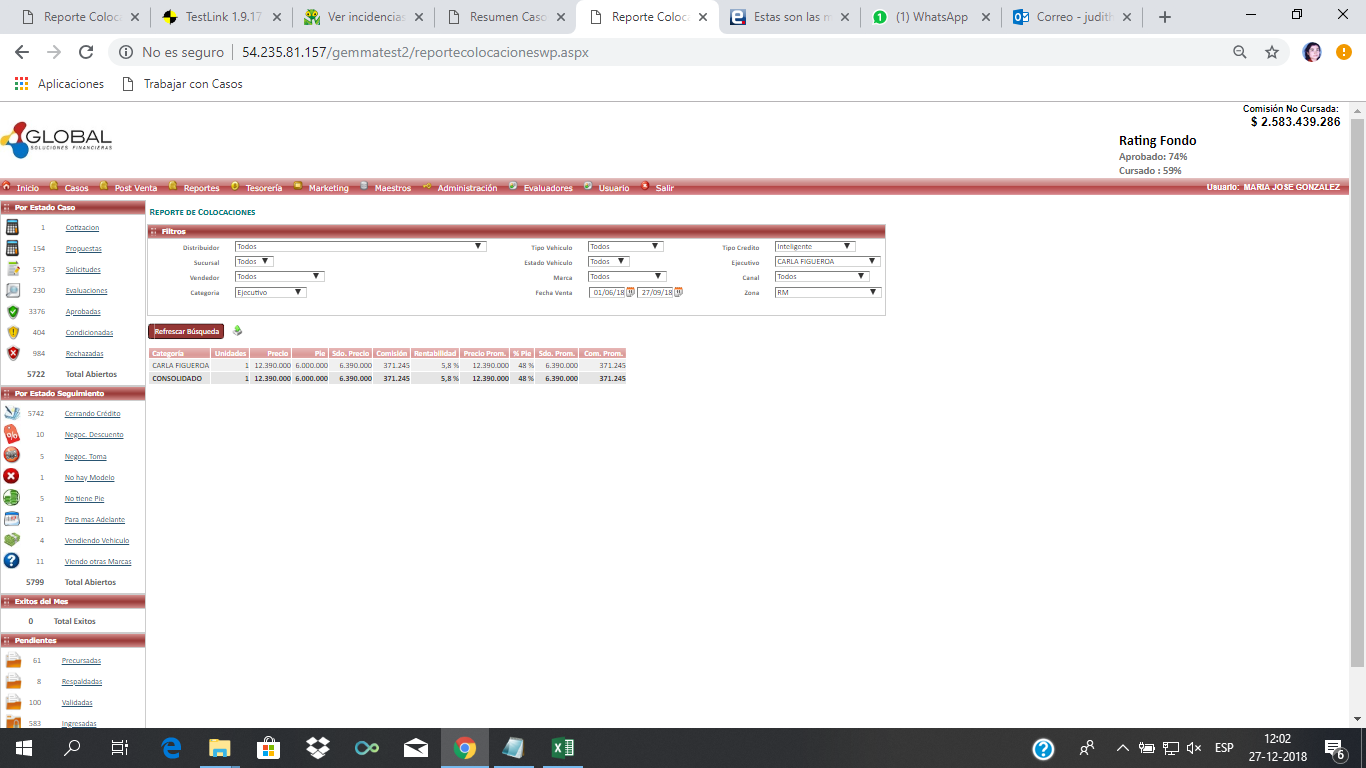 Reporte Coloca
TestLink 1.9.17
Ver incidencias
Resumen Caso
Reporte Coloca
Estas son las m
(1) WhatsApp
Correo - judith
No es seguro
54.235.81.157/gemmatest2/reportecolocacioneswp.aspx
Aplicaciones
Trabajar con Casos
Comisión No Cursada:
$ 2.583.439.286
GLOBAL
SOLUCIONES FINANCIERAS
Rating Fondo
Aprobado: 74%
Cursado : 59%
Inicio Casos Post Venta Reportes Tesorería Marketing Maestros Administración Evaluadores Usuario Salir
Usuario: MARIA JOSE GONZALEZ
Por Estado Caso
1 Cotizacion
154 Propuestas
573 Solicitudes
230 Evaluaciones
3376 Aprobadas
404 Condicionadas
984 Rechazadas
5722 Total Abiertos
Por Estado Seguimiento
5742 Cerrando Crédito
10 Negoc. Descuento
5 Negoc. Toma
1 No hay Modelo
5 No tiene Pie
21 Para mas Adelante
4 Vendiendo Vehiculo
11 Viendo otras Marcas
5799 Total Abiertos
Exitos del Mes
0 Total Exitos
Pendientes
61 Precursadas
8 Respaldadas
100 Validadas
583 Ingresadas
REPORTE DE COLOCACIONES
Filtros
Distribuidor Todos Tipo Vehiculo Todos Tipo Credito Inteligente
Sucursal Todos Estado Vehiculo Todos Ejecutivo CARLA FIGUEROA
Vendedor Todos Marca Todos Canal Todos
Categoria Ejecutivo Fecha Venta 01/06/18 27/09/18 Zona RM
Refrescar Búsqueda
Categoría Unidades Precio Pie Sdo. Precio Comisión Rentabilidad Precio Prom. % Pie Sdo. Prom. Com. Prom.
CARLA FIGUEROA 1 12.390.000 6.000.000 6.390.000 371.245 5,8 % 12.390.000 48 % 6.390.000 371.245
CONSOLIDADO 1 12.390.000 6.000.000 6.390.000 371.245 5,8 % 12.390.000 48 % 6.390.000 371.245
ESP
12:02
27-12-2018
6